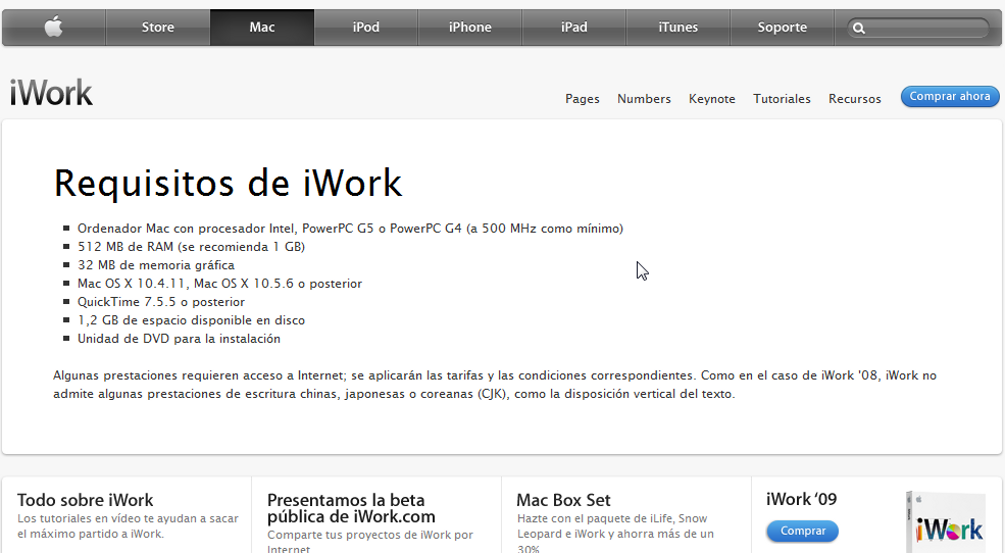 Store Mac iPod iPhone iPad iTunes Soporte
iWork
Pages Numbers Keynote Tutoriales Recursos Comprar ahora
Requisitos de iWork
Ordenador Mac con procesador Intel, PowerPC G5 o PowerPC G4 (a 500 MHz como mínimo)
512 MB de RAM (se recomienda 1 GB)
32 MB de memoria gráfica
Mac OS X 10.4.11, Mac OS X 10.5.6 o posterior
QuickTime 7.5.5 o posterior
1,2 GB de espacio disponible en disco
Unidad de DVD para la instalación
Algunas prestaciones requieren acceso a Internet; se aplicarán las tarifas y las condiciones correspondientes. Como en el caso de iWork '08, iWork no
admite algunas prestaciones de escritura chinas, japonesas o coreanas (CJK), como la disposición vertical del texto.
Todo sobre iWork
Los tutoriales en vídeo te ayudan a sacar
el máximo partido a iWork.
Presentamos la beta
pública de iWork.com
Comparte tus proyectos de iWork por
Internet
Mac Box Set
Hazte con el paquete de iLife, Snow
Leopard e iWork y ahorra más de un
30%
iWork ‘09
Comprar
iWork